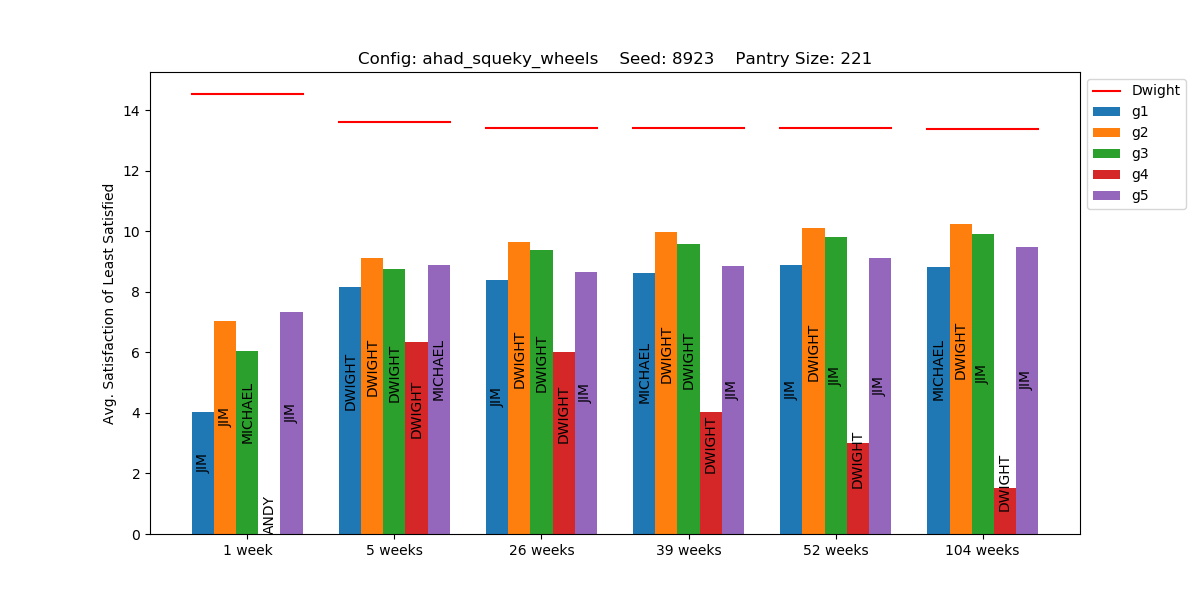 Config: ahad_squeky_wheels    Seed: 8923    Pantry Size: 221
Avg. Satisfaction of Least Satisfied
14
12
10
8
6
4
2
0
JIM
JIM
MICHAEL
ANDY
JIM
DWIGHT
DWIGHT
DWIGHT
DWIGHT
MICHAEL
JIM
DWIGHT
DWIGHT
DWIGHT
JIM
MICHAEL
DWIGHT
DWIGHT
DWIGHT
JIM
JIM
DWIGHT
JIM
DWIGHT
JIM
MICHAEL
DWIGHT
JIM
DWIGHT
JIM
1 week
5 weeks
26 weeks
39 weeks
52 weeks
104 weeks
Dwight
g1
g2
g3
g4
g5